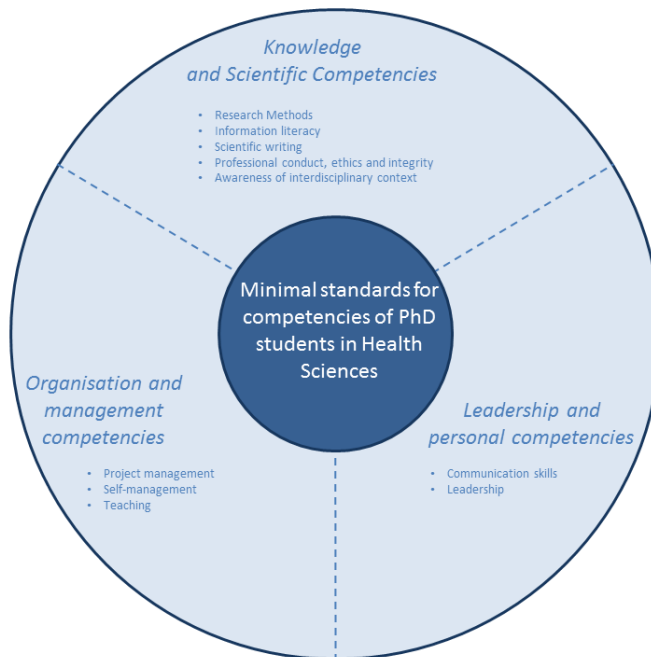 Knowledge
and Scientific Competencies
• Research Methods
• Information literacy
• Scientific writing
• Professional conduct, ethics and integrity
• Awareness of interdisciplinary context
Minimal standards for
competencies of PhD
students in Health
Sciences
Organisation and
management
competencies
• Project management
• Self-management
• Teaching
Leadership and
personal competencies
• Communication skills
• Leadership